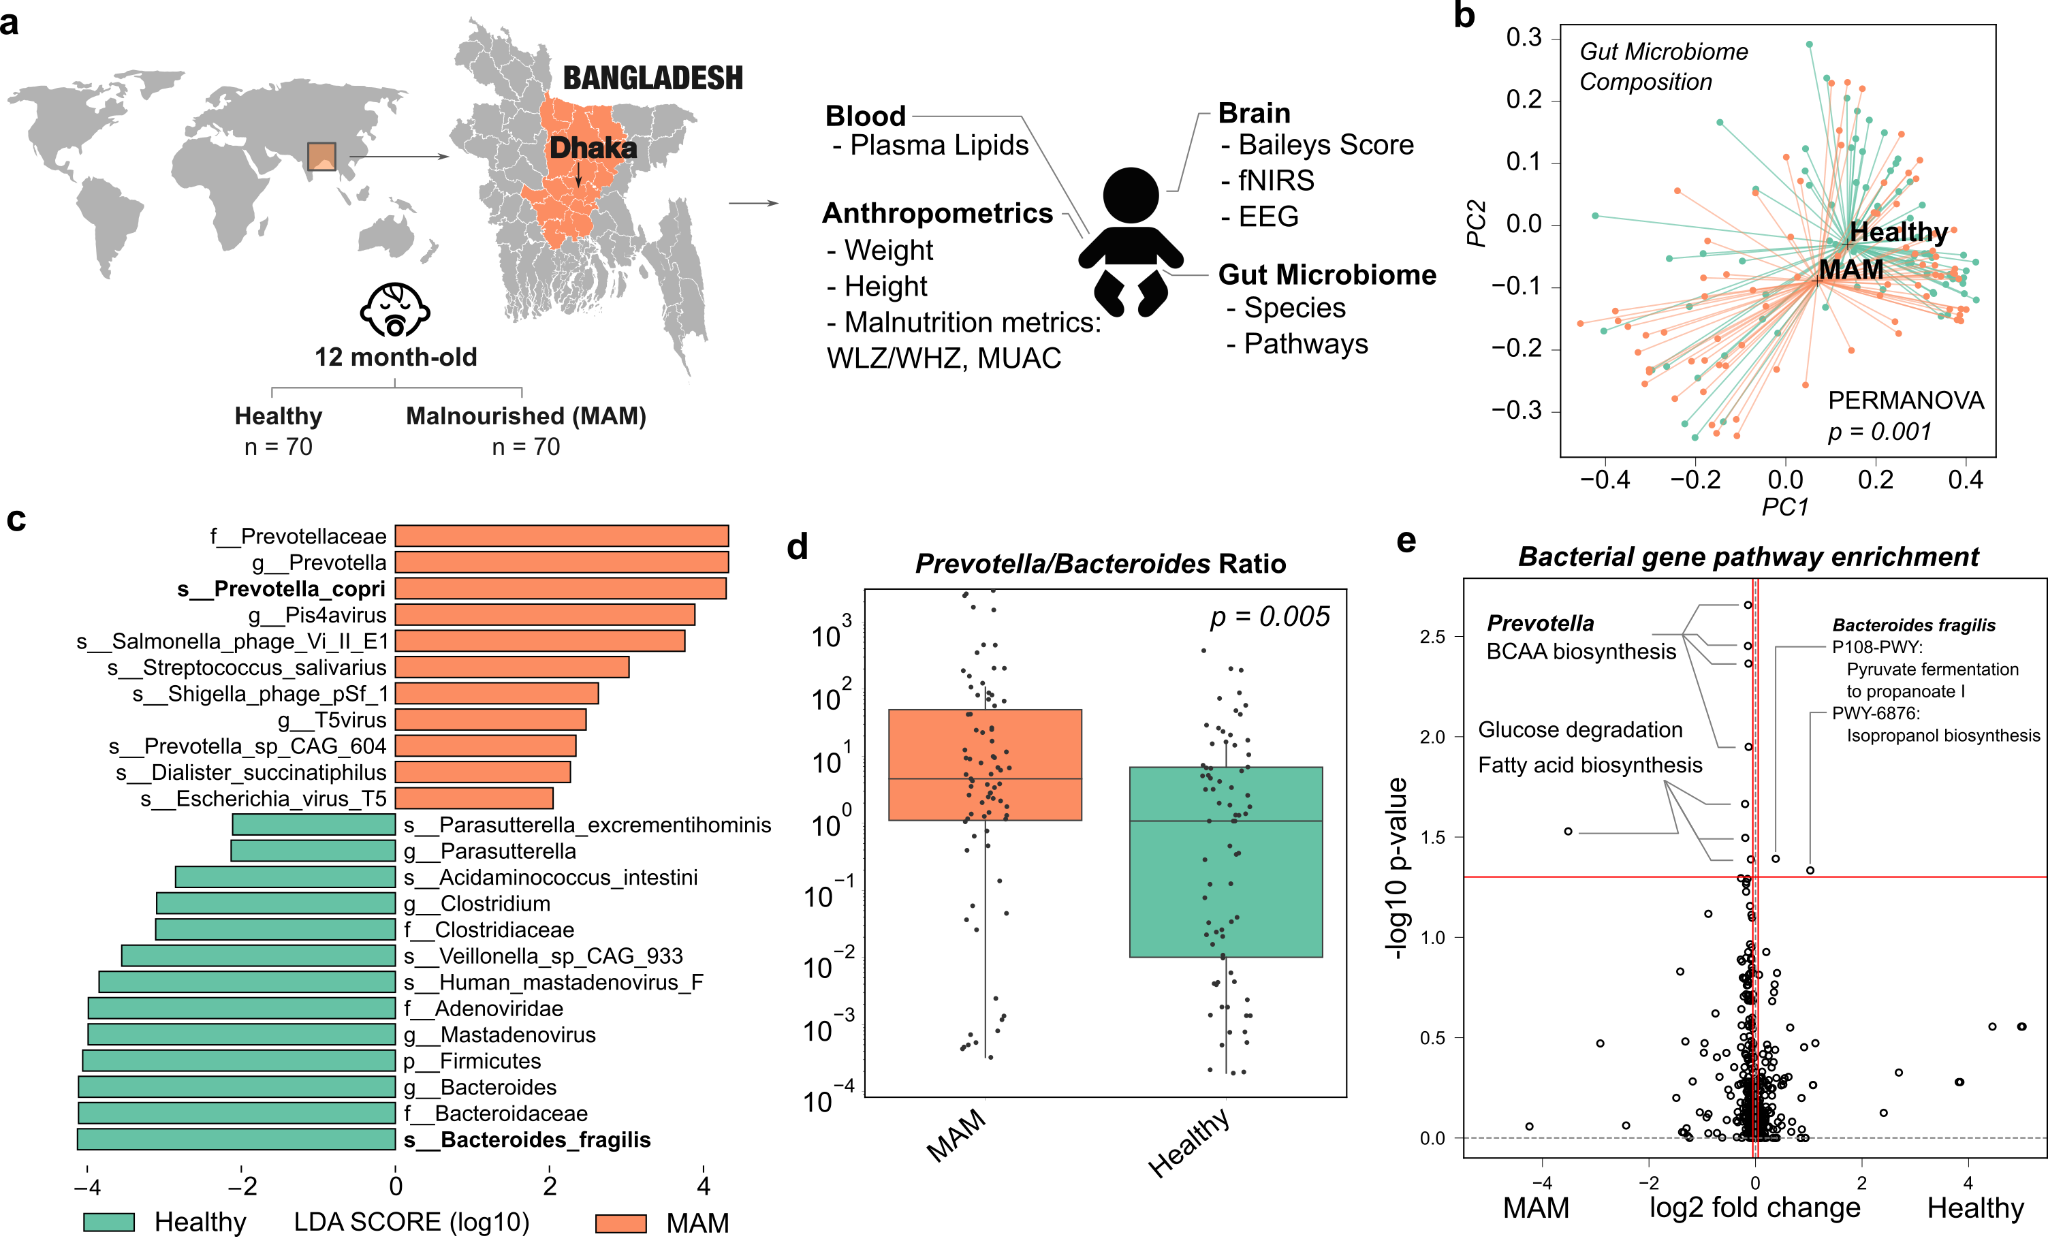 a
BANGLADESH
Dhaka
12 month-old
Healthy
n = 70
Malnourished (MAM)
n = 70
Blood
- Plasma Lipids
Anthropometrics
- Weight
- Height
- Malnutrition metrics:
WLZ/WHZ, MUAC
Brain
- Baileys Score
- fNIRS
- EEG
Gut Microbiome
- Species
- Pathways
b
Gut Microbiome
Composition
Healthy
MAM
PERMANOVA
p = 0.001
PC2
0.3
0.2
0.1
0.0
−0.1
−0.2
−0.3
−0.4
−0.2
0.0
0.2
0.4
PC1
c
f__Prevotellaceae
g__Prevotella
s__Prevotella_copri
g__Pis4avirus
s__Salmonella_phage_Vi_II_E1
s__Streptococcus_salivarius
s__Shigella_phage_pSf_1
g__T5virus
s__Prevotella_sp_CAG_604
s__Dialister_succinatiphilus
s__Escherichia_virus_T5
s__Parasutterella_excrementihominis
g__Parasutterella
s__Acidaminococcus_intestini
g__Clostridium
f__Clostridiaceae
s__Veillonella_sp_CAG_933
s__Human_mastadenovirus_F
f__Adenoviridae
g__Mastadenovirus
p__Firmicutes
g__Bacteroides
f__Bacteroidaceae
s__Bacteroides_fragilis
−4
−2
0
2
4
Healthy
LDA SCORE (log10)
MAM
d
Prevotella/Bacteroides Ratio
p = 0.005
10^3
10^2
10^1
0
10^0
10^−1
10^−2
10^−3
10^−4
MAM
Healthy
e
Bacterial gene pathway enrichment
Prevotella
BCAA biosynthesis
Glucose degradation
Fatty acid biosynthesis
Bacteroides fragilis
P108-PWY:
Pyruvate fermentation
to propanoate I
PWY-6876:
Isopropanol biosynthesis
-log10 p-value
2.5
2.0
1.5
1.0
0.5
0.0
−4
−2
0
2
4
MAM
log2 fold change
Healthy